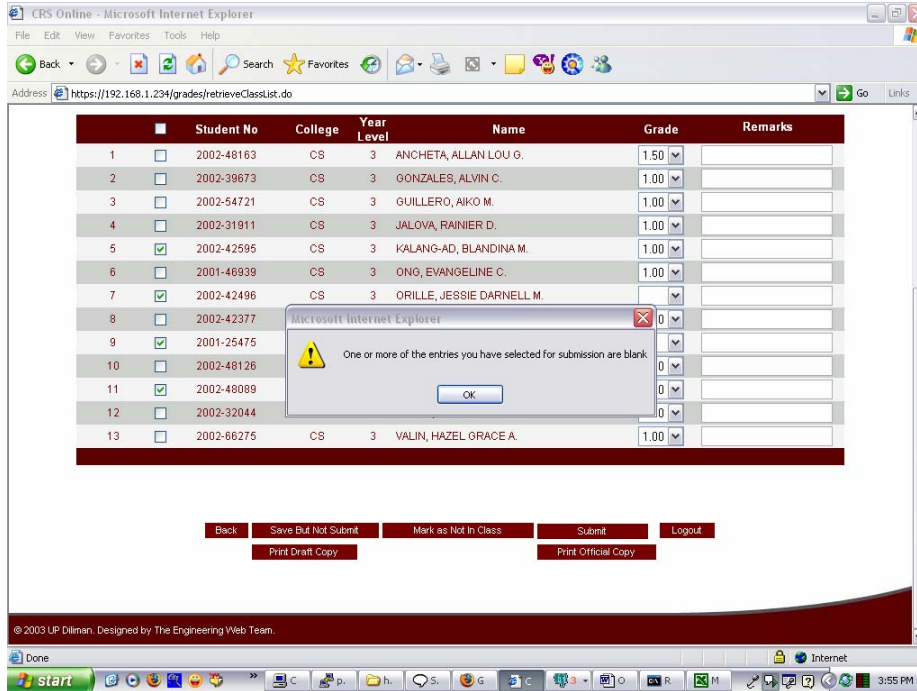 CRS Online - Microsoft Internet Explorer
File Edit View Favorites Tools Help
Back Search Favorites
Address https://192.168.1.234/grades/retrieveClassList.do Go Links
Student No College Year Level Name Grade Remarks
1 2002-48163 CS 3 ANCHETA, ALLAN LOU G. 1.50
2 2002-39673 CS 3 GONZALES, ALVIN C. 1.00
3 2002-54721 CS 3 GUILLERO, AIKO M. 1.00
4 2002-31911 CS 3 JALOVA, RAINIER D. 1.00
5 2002-42595 CS 3 KALANG-AD, BLANDINA M. 1.00
6 2001-46939 CS 3 ONG, EVANGELINE C. 1.00
7 2002-42496 CS 3 ORILLE, JESSIE DARNELL M.
8 2002-42377 0
9 2001-25475
10 2002-48126 0
11 2002-48089 0
12 2002-32044 0
13 2002-66275 CS 3 VALIN, HAZEL GRACE A. 1.00
Microsoft Internet Explorer
One or more of the entries you have selected for submission are blank
OK
Back Save But Not Submit Mark as Not In Class Submit Logout
Print Draft Copy Print Official Copy
© 2003 UP Diliman. Designed by The Engineering Web Team.
Done Internet
start C p. h. S. G C 3 O R M 3:55 PM